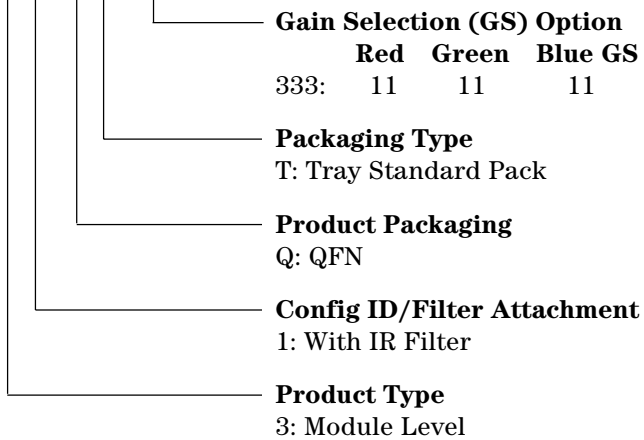 Gain Selection (GS) Option
Red Green Blue GS
333: 11 11 11
Packaging Type
T: Tray Standard Pack
Product Packaging
Q: QFN
Config ID/Filter Attachment
1: With IR Filter
Product Type
3: Module Level